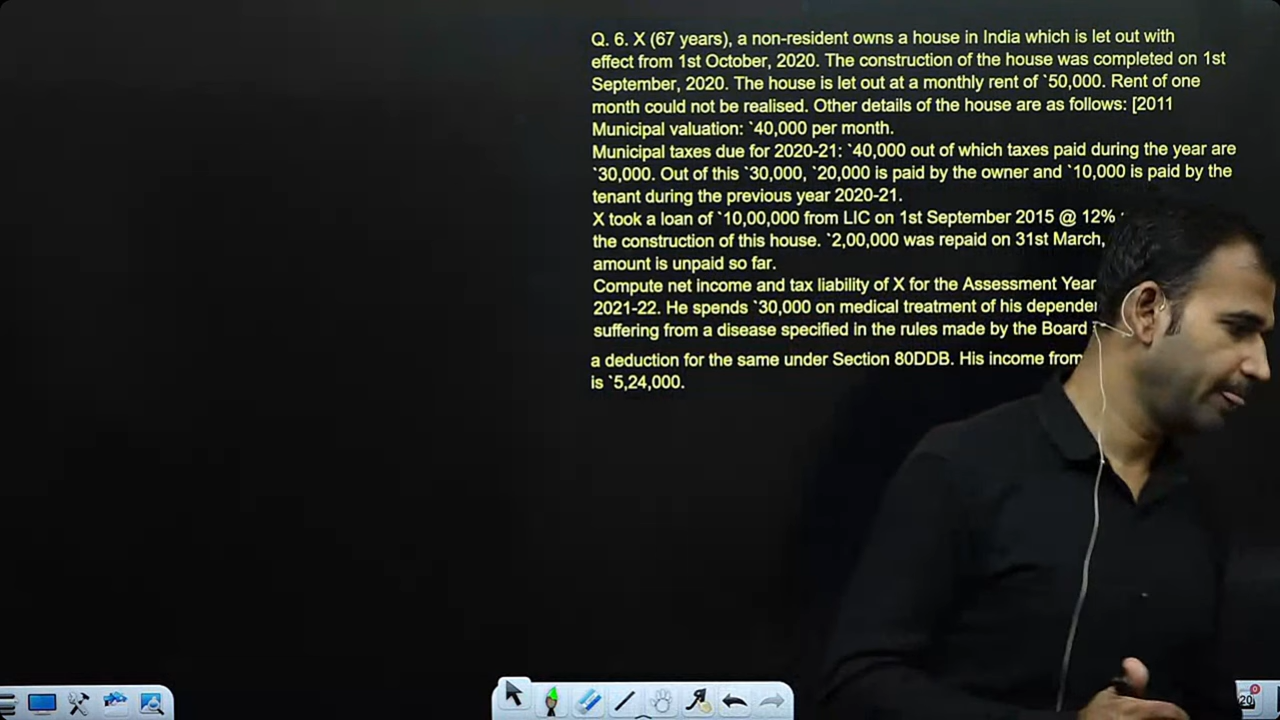 Q. 6. X (67 years), a non-resident owns a house in India which is let out with
effect from 1st October, 2020. The construction of the house was completed on 1st
September, 2020. The house is let out at a monthly rent of `50,000. Rent of one
month could not be realised. Other details of the house are as follows: [2011
Municipal valuation: `40,000 per month.
Municipal taxes due for 2020-21: `40,000 out of which taxes paid during the year are
`30,000. Out of this `30,000, `20,000 is paid by the owner and `10,000 is paid by the
tenant during the previous year 2020-21.
X took a loan of `10,00,000 from LIC on 1st September 2015 @ 12%
the construction of this house. `2,00,000 was repaid on 31st March,
amount is unpaid so far.
Compute net income and tax liability of X for the Assessment Year
2021-22. He spends `30,000 on medical treatment of his
suffering from a disease specified in the rules made by the Board
a deduction for the same under Section 80DDB. His income from
is `5,24,000.
20